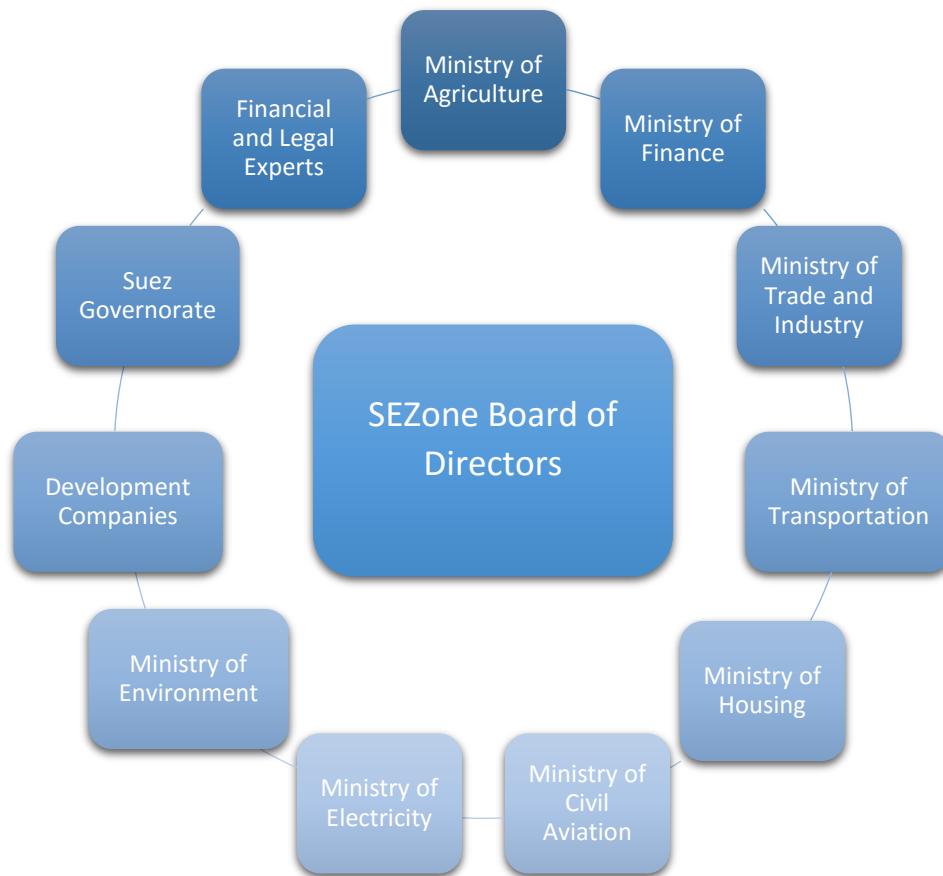 Ministry of
Agriculture
Ministry of
Finance
Ministry of
Trade and
Industry
Ministry of
Transportation
Ministry of
Housing
Ministry of
Civil
Aviation
Ministry of
Electricity
Ministry of
Environment
Development
Companies
Suez
Governorate
Financial
and Legal
Experts
SEZone Board of
Directors